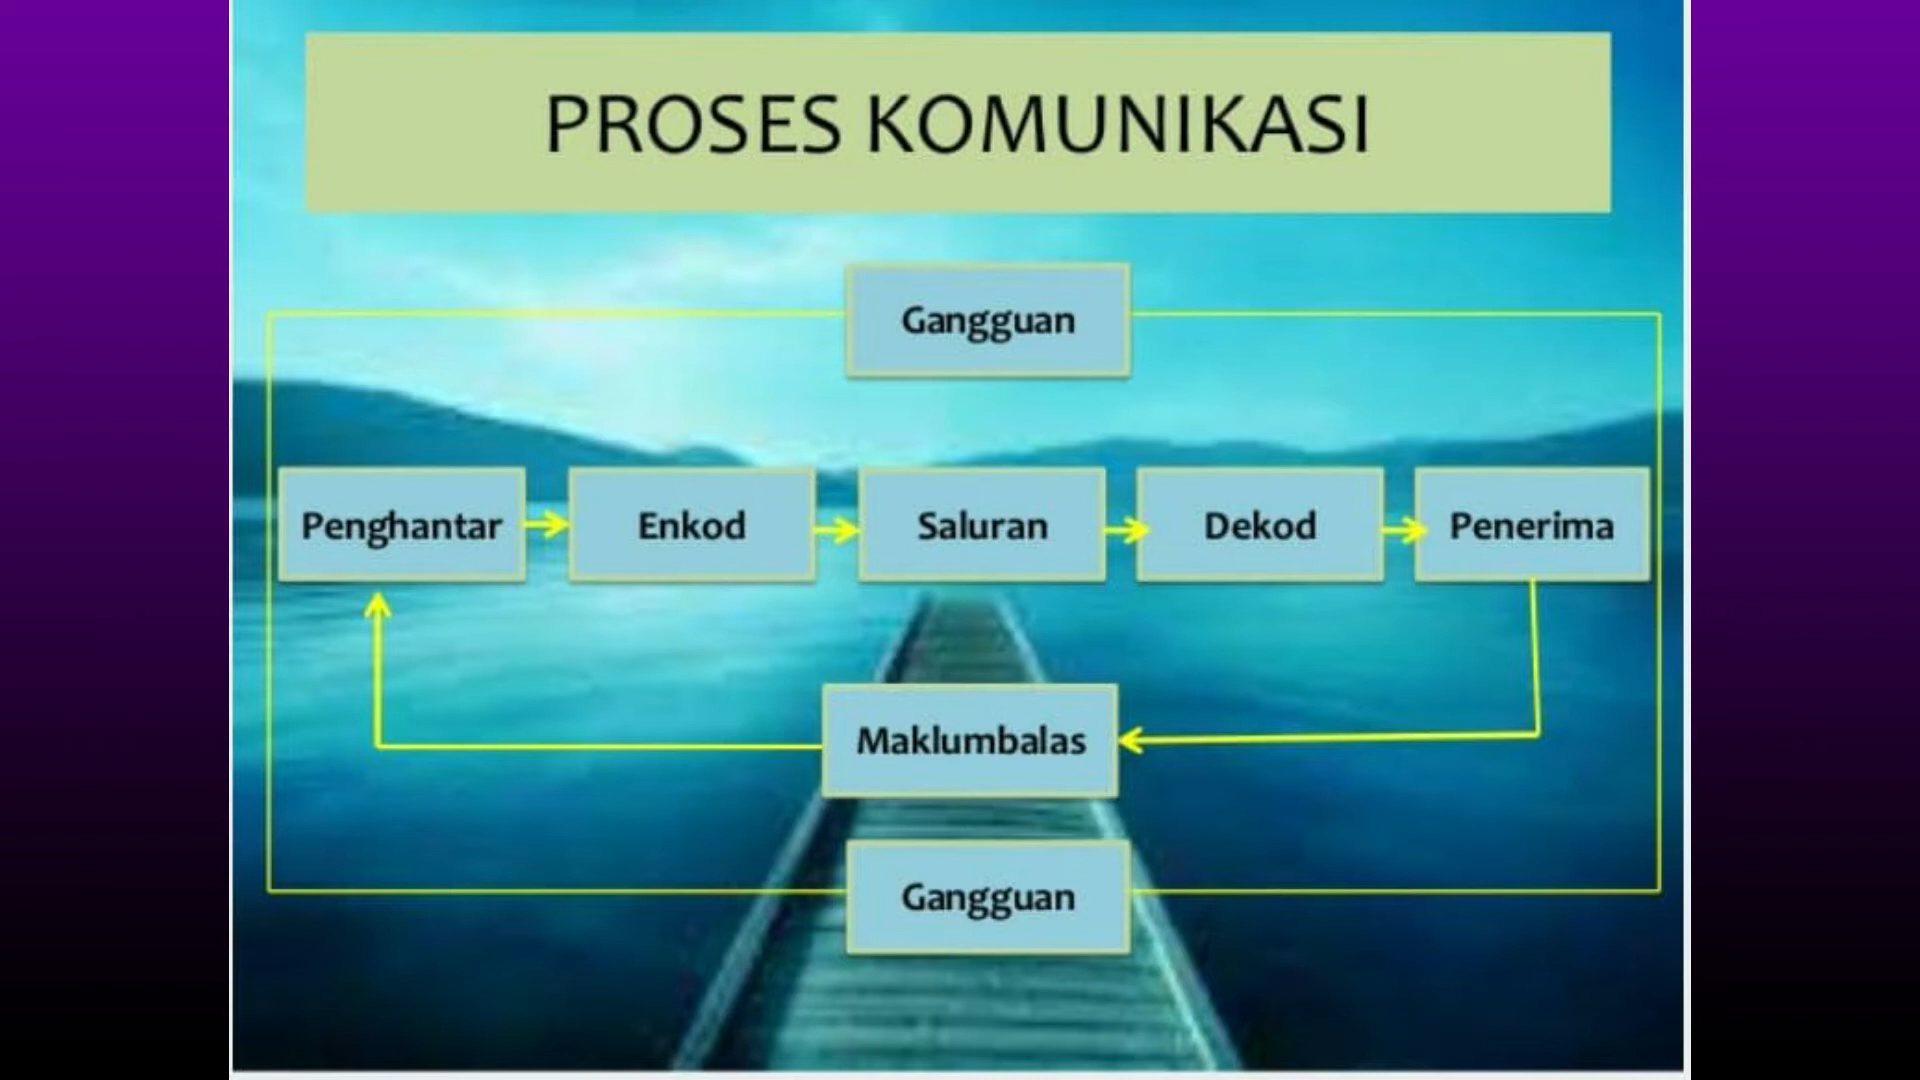 PROSES KOMUNIKASI
Gangguan
Penghantar
Enkod
Saluran
Dekod
Penerima
Maklumbalas
Gangguan